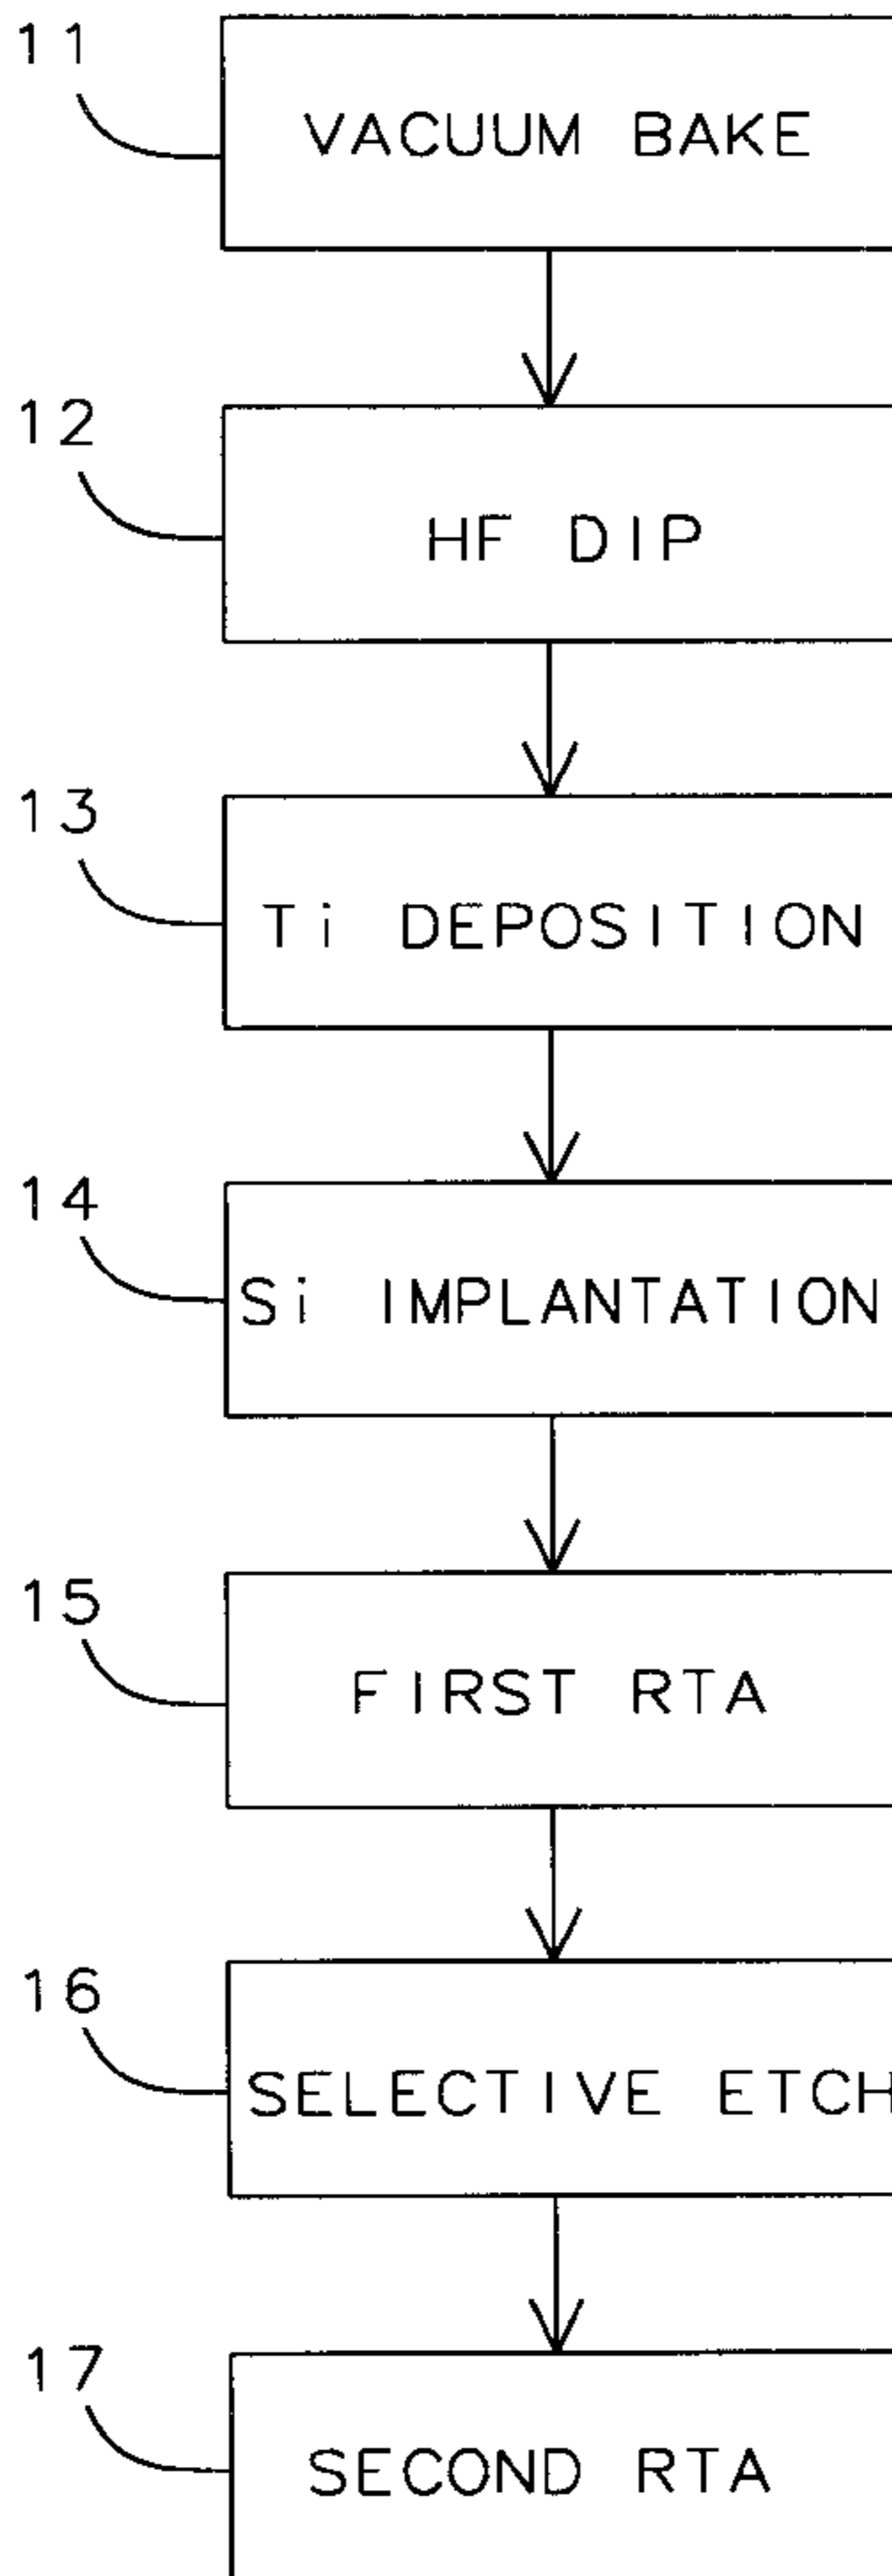 11
VACUUM BAKE
12
HF DIP
13
Ti DEPOSITION
14
Si IMPLANTATION
15
FIRST RTA
16
SELECTIVE ETCH
17
SECOND RTA